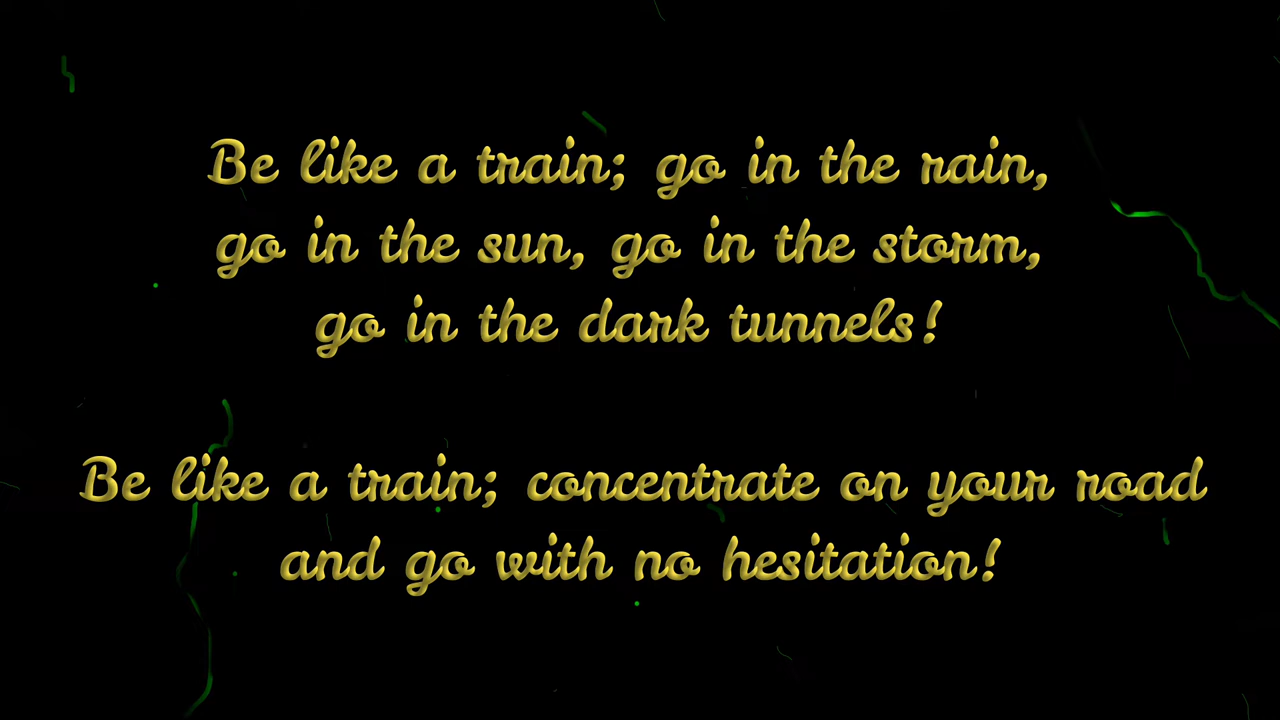 Be like a train; go in the rain,
go in the sun, go in the storm,
go in the dark tunnels!
Be like a train; concentrate on your road
and go with no hesitation!